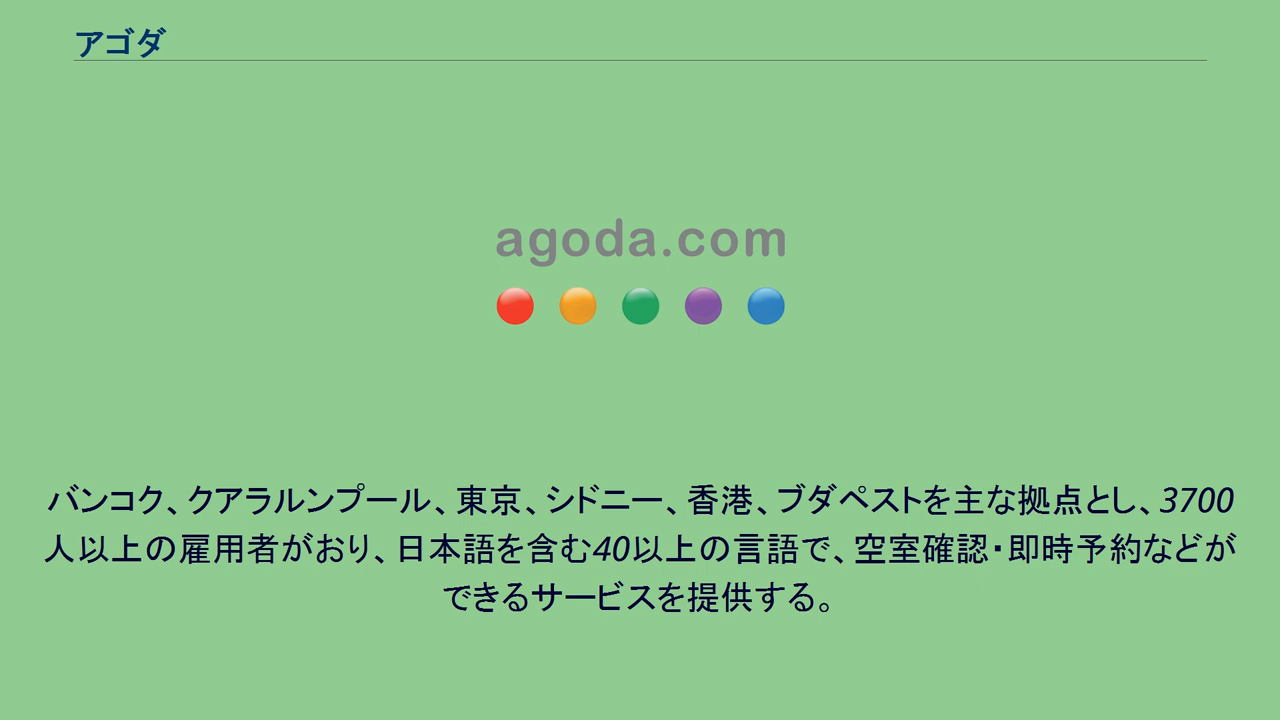 アゴダ
agoda.com
バンコク、クアラルンプール、東京、シドニー、香港、ブダペストを主な拠点とし、3700
人以上の雇用者がおり、日本語を含む40以上の言語で、空室確認・即時予約などが
できるサービスを提供する。